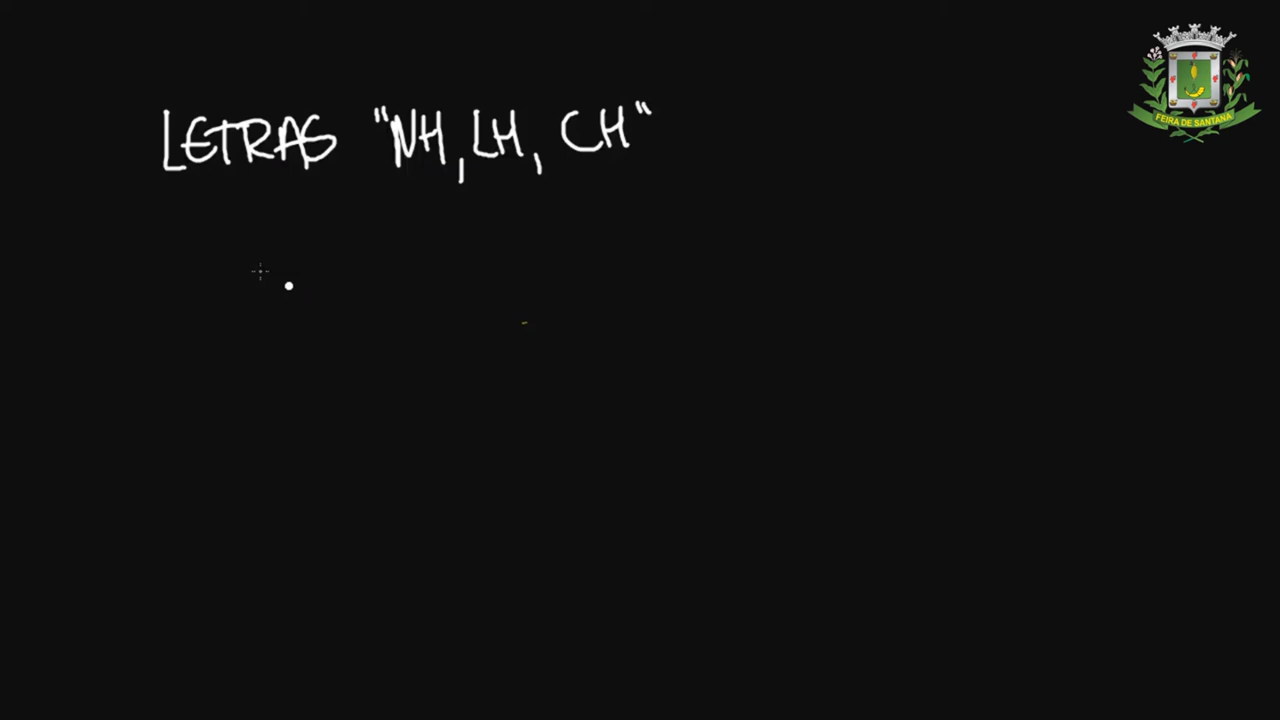 LETRAS "NH, LH, CH"
FEIRA DE SANTANA